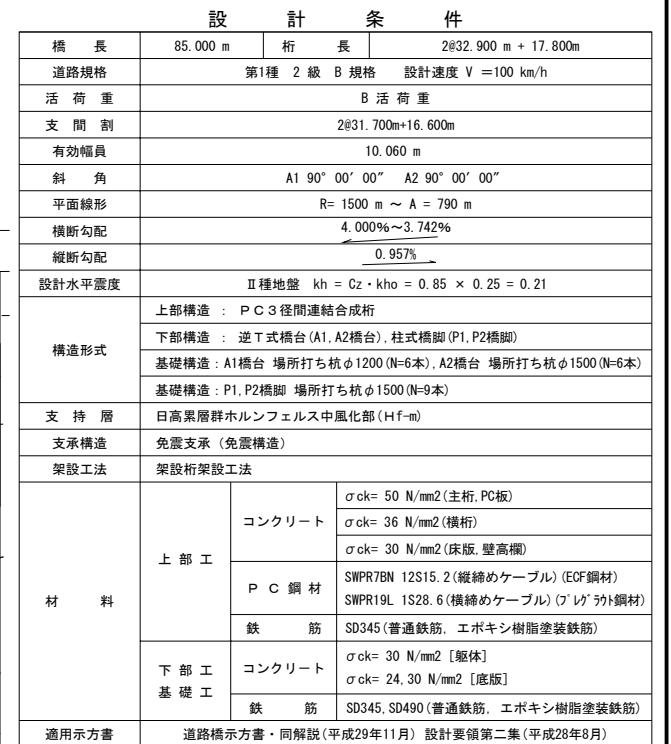 設計条件
橋長 85.000 m 桁長 2@32.900 m + 17.800m
道路規格 第1種 2級 B規格 設計速度 V =100 km/h
活荷重 B活荷重
支間割 2@31.700m+16.600m
有効幅員 10.060 m
斜角 A1 90° 00′ 00″ A2 90° 00′ 00″
平面線形 R= 1500 m ～ A = 790 m
横断勾配 4.000%～3.742%
縦断勾配 0.957%
設計水平震度 Ⅱ種地盤 kh = Cz・kho = 0.85 × 0.25 = 0.21
構造形式 上部構造 : PC3径間連結合成桁
下部構造 : 逆T式橋台(A1,A2橋台),柱式橋脚(P1,P2橋脚)
基礎構造:A1橋台 場所打ち杭φ1200(N=6本),A2橋台 場所打ち杭φ1500(N=6本)
基礎構造:P1,P2橋脚 場所打ち杭φ1500(N=9本)
支持層 日高累層群ホルンフェルス中風化部(Hf-m)
支承構造 免震支承(免震構造)
架設工法 架設桁架設工法
材料 上部工 コンクリート σck= 50 N/mm2(主桁,PC板)
σck= 36 N/mm2(横桁)
σck= 30 N/mm2(床版,壁高欄)
PC鋼材 SWPR7BN 12S15.2(縦締めケーブル)(ECF鋼材)
SWPR19L 1S28.6(横締めケーブル)(プレグラウト鋼材)
鉄筋 SD345(普通鉄筋, エポキシ樹脂塗装鉄筋)
下部工 基礎工 コンクリート σck= 30 N/mm2 [躯体]
σck= 24,30 N/mm2 [底版]
鉄筋 SD345,SD490(普通鉄筋, エポキシ樹脂塗装鉄筋)
適用示方書 道路橋示方書・同解説(平成29年11月) 設計要領第二集(平成28年8月)